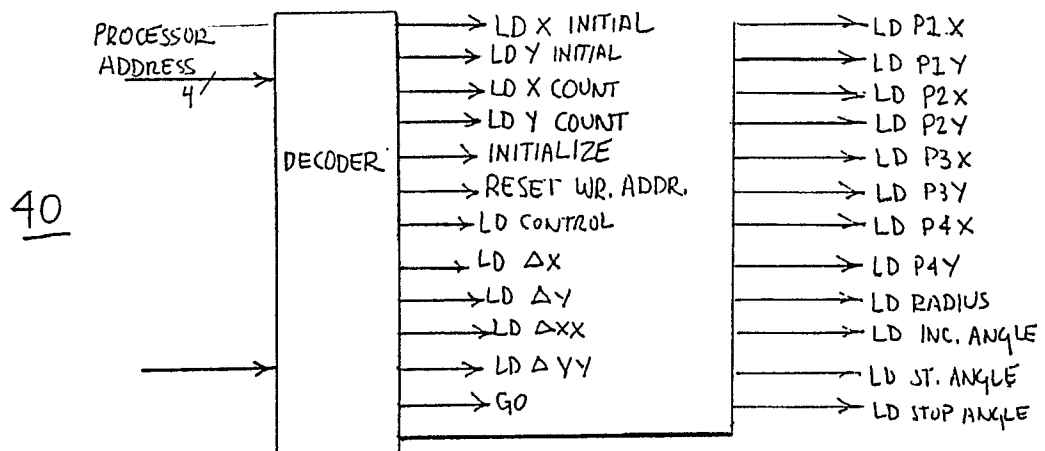 PROCESSOR
ADDRESS
4
40
DECODER
LD X INITIAL
LD Y INITIAL
LD X COUNT
LD Y COUNT
INITIALIZE
RESET WR. ADDR.
LD CONTROL
LD ΔX
LD ΔY
LD ΔXX
LD ΔYY
GO
LD P1.X
LD P1Y
LD P2X
LD P2Y
LD P3X
LD P3Y
LD P4X
LD P4Y
LD RADIUS
LD INC. ANGLE
LD ST. ANGLE
LD STOP ANGLE